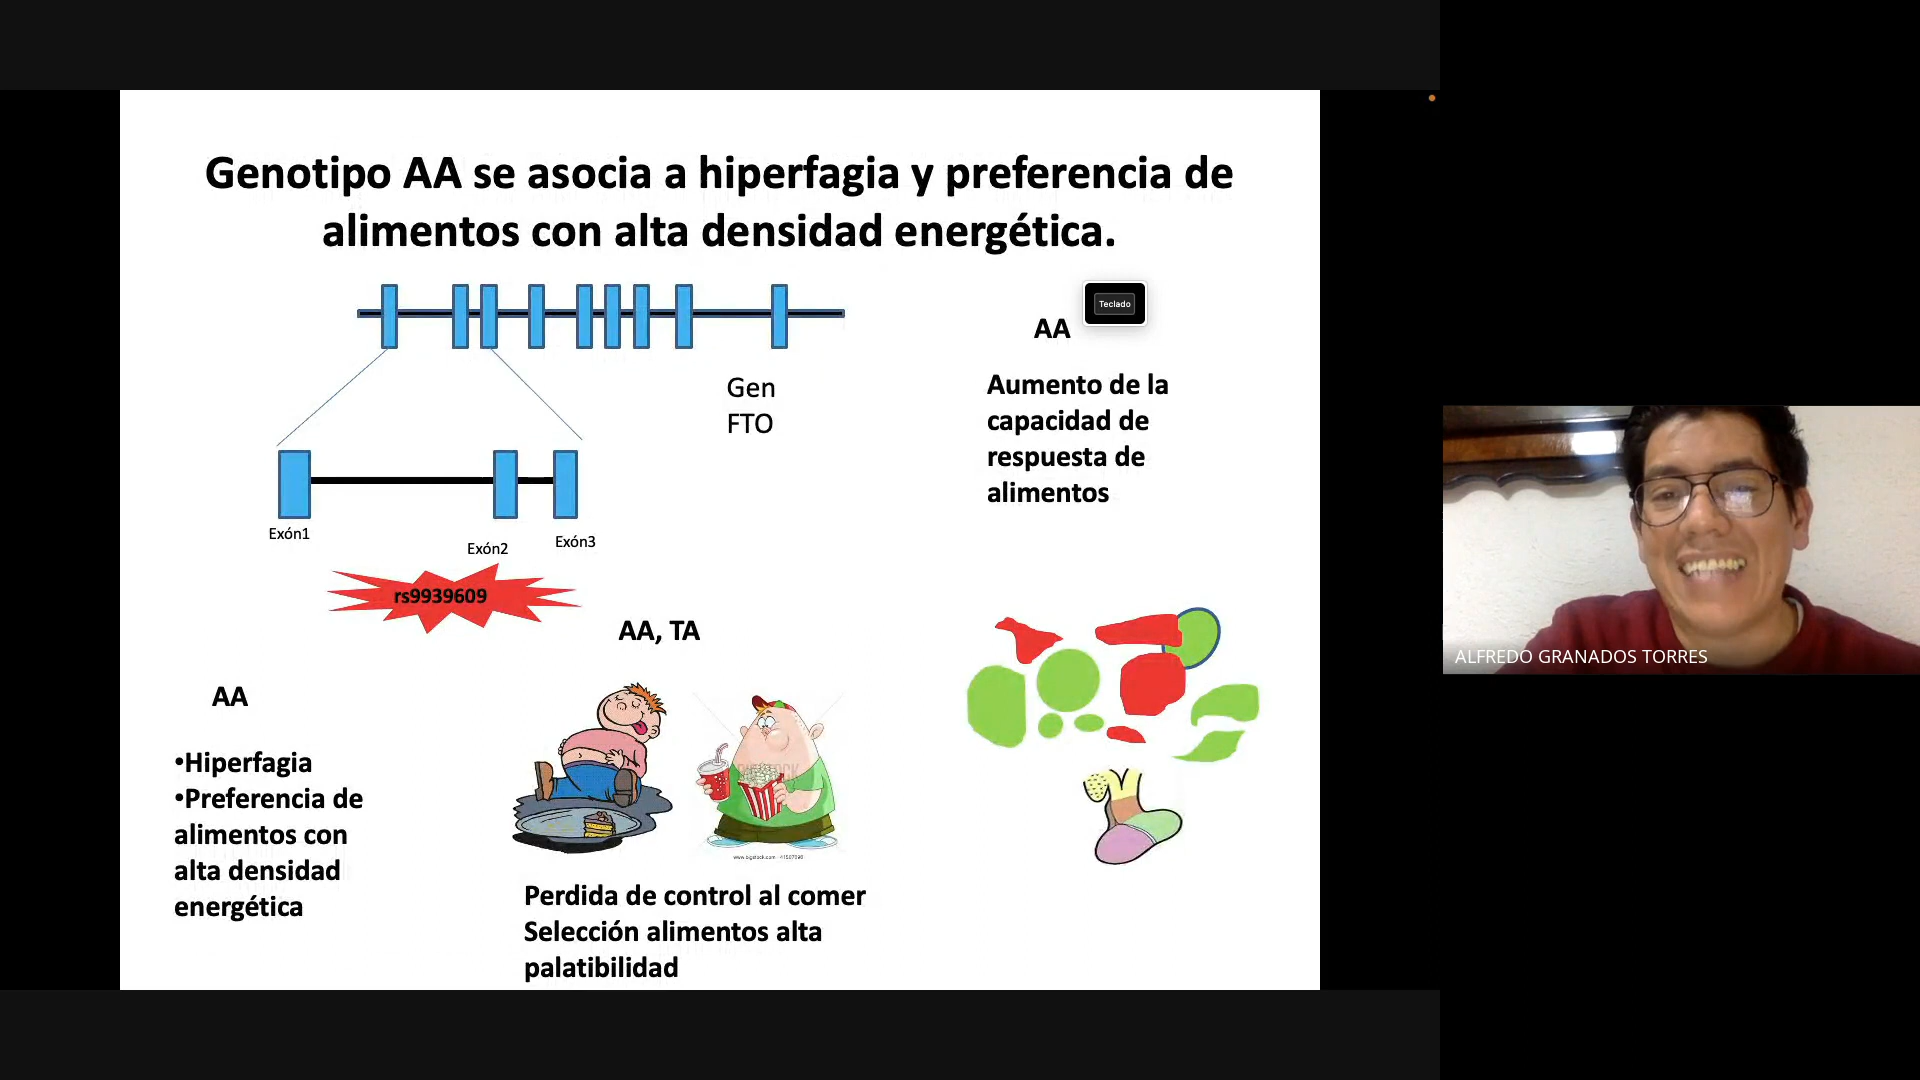 Genotipo AA se asocia a hiperfagia y preferencia de
alimentos con alta densidad energética.
Teclado
AA
Gen
FTO
Aumento de la
capacidad de
respuesta de
alimentos
Exón1
Exón2
Exón3
rs9939609
AA, TA
AA
•Hiperfagia
•Preferencia de
alimentos con
alta densidad
energética
Perdida de control al comer
Selección alimentos alta
palatibilidad
ALFREDO GRANADOS TORRES